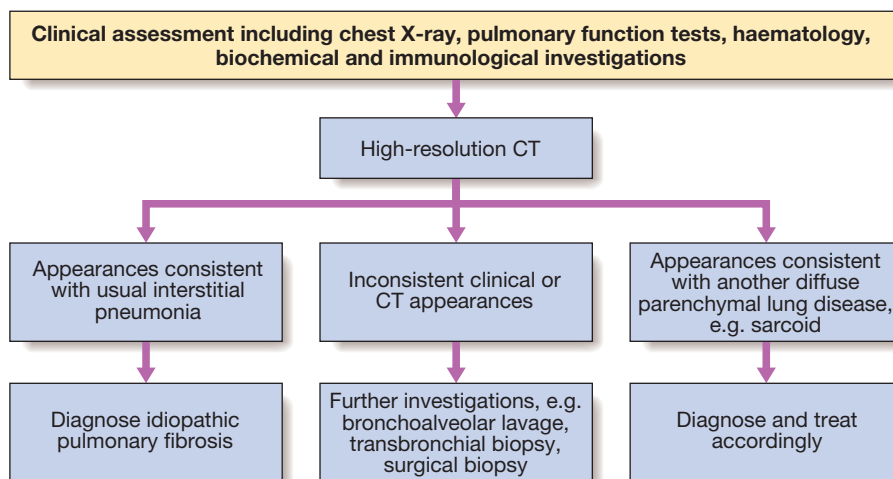 Clinical assessment including chest X-ray, pulmonary function tests, haematology,
biochemical and immunological investigations
High-resolution CT
Appearances consistent
with usual interstitial
pneumonia
Inconsistent clinical or
CT appearances
Appearances consistent
with another diffuse
parenchymal lung disease,
e.g. sarcoid
Diagnose idiopathic
pulmonary fibrosis
Further investigations, e.g.
bronchoalveolar lavage,
transbronchial biopsy,
surgical biopsy
Diagnose and treat
accordingly